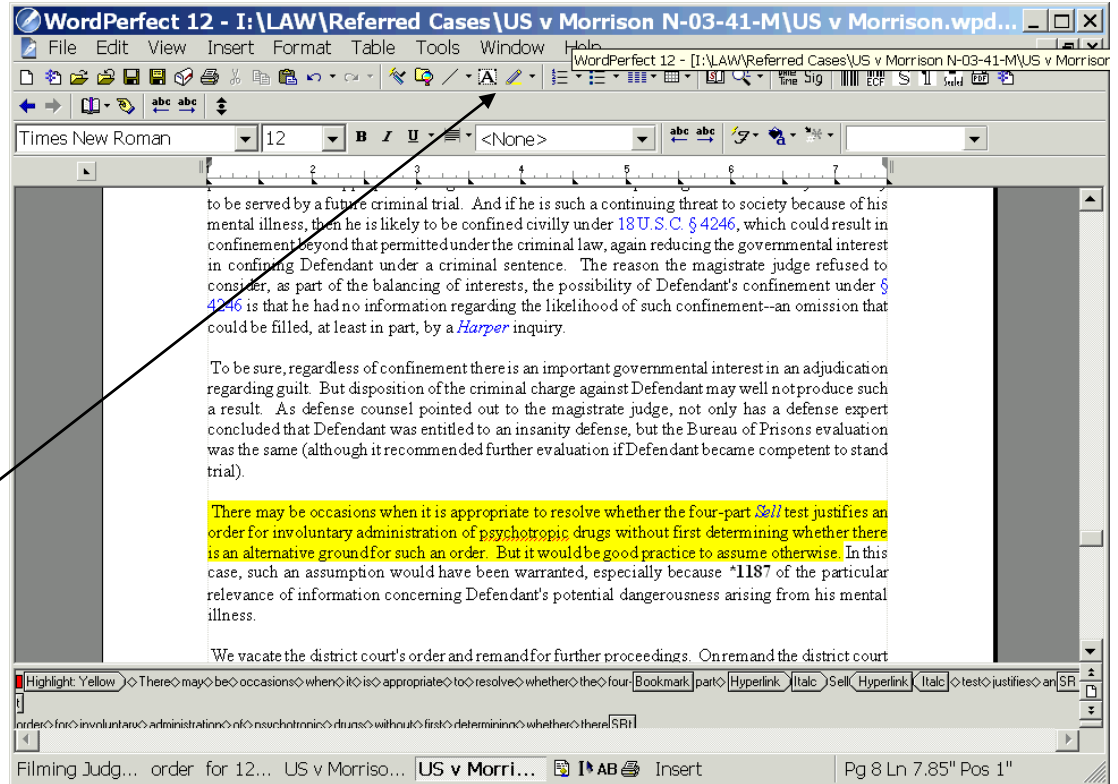 WordPerfect 12 - I:\LAW\Referred Cases\US v Morrison N-03-41-M\US v Morrison.wpd...
File Edit View Insert Format Table Tools Window Help
WordPerfect 12 - [I:\LAW\Referred Cases\US v Morrison N-03-41-M\US v Morrison
Sig ECF S 1
abc abc
Times New Roman 12 B I U <None> abc abc
2 3 4 5 6 7
to be served by a future criminal trial. And if he is such a continuing threat to society because of his
mental illness, then he is likely to be confined civilly under 18 U.S.C. § 4246, which could result in
confinement beyond that permitted under the criminal law, again reducing the governmental interest
in confining Defendant under a criminal sentence. The reason the magistrate judge refused to
consider, as part of the balancing of interests, the possibility of Defendant's confinement under §
4246 is that he had no information regarding the likelihood of such confinement--an omission that
could be filled, at least in part, by a Harper inquiry.
To be sure, regardless of confinement there is an important governmental interest in an adjudication
regarding guilt. But disposition of the criminal charge against Defendant may well not produce such
a result. As defense counsel pointed out to the magistrate judge, not only has a defense expert
concluded that Defendant was entitled to an insanity defense, but the Bureau of Prisons evaluation
was the same (although it recommended further evaluation if Defendant became competent to stand
trial).
There may be occasions when it is appropriate to resolve whether the four-part Sell test justifies an
order for involuntary administration of psychotropic drugs without first determining whether there
is an alternative ground for such an order. But it would be good practice to assume otherwise. In this
case, such an assumption would have been warranted, especially because *1187 of the particular
relevance of information concerning Defendant's potential dangerousness arising from his mental
illness.
We vacate the district court's order and remand for further proceedings. On remand the district court
Highlight: Yellow ◇There◇may◇be◇occasions◇when◇it◇is◇appropriate◇to◇resolve◇whether◇the◇four- Bookmark part◇ Hyperlink Italc Sell Hyperlink Italc ◇test◇justifies◇an SR
t
order◇for◇involuntary◇administration◇of◇psychotropic◇drugs◇without◇first◇determining◇whether◇there SRt
Filming Judg... order for 12... US v Morriso... US v Morri... AB Insert Pg 8 Ln 7.85" Pos 1"